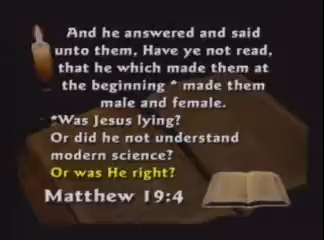 And he answered and said
unto them, Have ye not read,
that he which made them at
the beginning * made them
male and female.
*Was Jesus lying?
Or did he not understand
modern science?
Or was He right?
Matthew 19:4